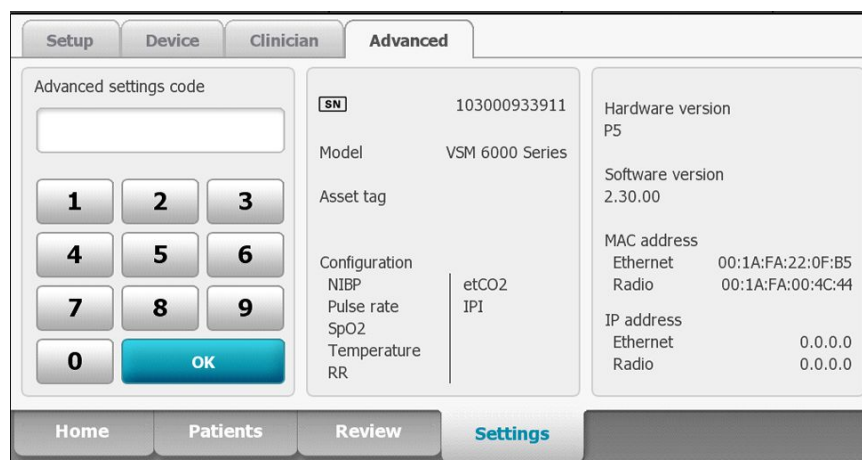 Setup Device Clinician Advanced
Advanced settings code
1 2 3
4 5 6
7 8 9
0 OK
SN 103000933911
Model VSM 6000 Series
Asset tag
Configuration
NIBP
Pulse rate
SpO2
Temperature
RR
etCO2
IPI
Hardware version
P5
Software version
2.30.00
MAC address
Ethernet 00:1A:FA:22:0F:B5
Radio 00:1A:FA:00:4C:44
IP address
Ethernet 0.0.0.0
Radio 0.0.0.0
Home Patients Review Settings